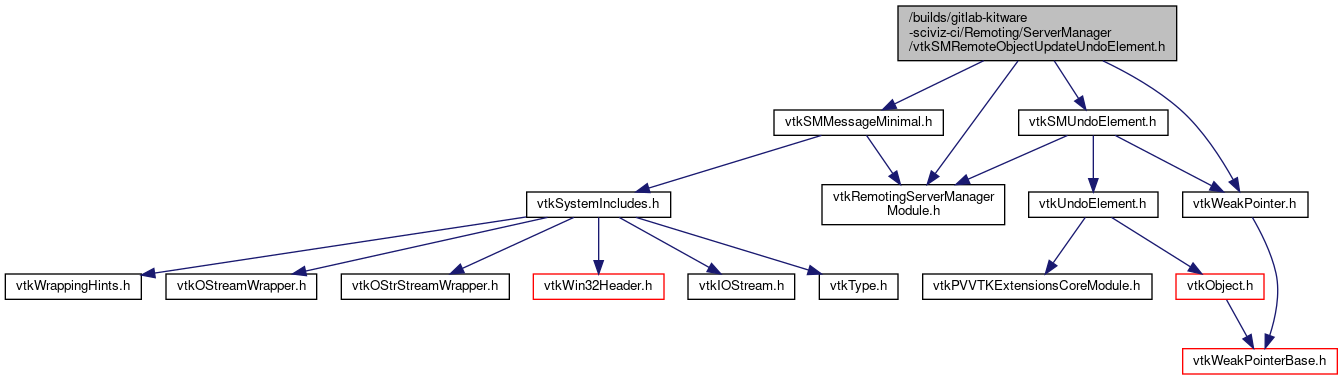 /builds/gitlab-kitware
-sciviz-ci/Remoting/ServerManager
/vtkSMRemoteObjectUpdateUndoElement.h
vtkSMMessageMinimal.h
vtkSMUndoElement.h
vtkSystemIncludes.h
vtkRemotingServerManager
Module.h
vtkUndoElement.h
vtkWeakPointer.h
vtkWrappingHints.h
vtkOStreamWrapper.h
vtkOStrStreamWrapper.h
vtkWin32Header.h
vtkIOStream.h
vtkType.h
vtkPVVTKExtensionsCoreModule.h
vtkObject.h
vtkWeakPointerBase.h